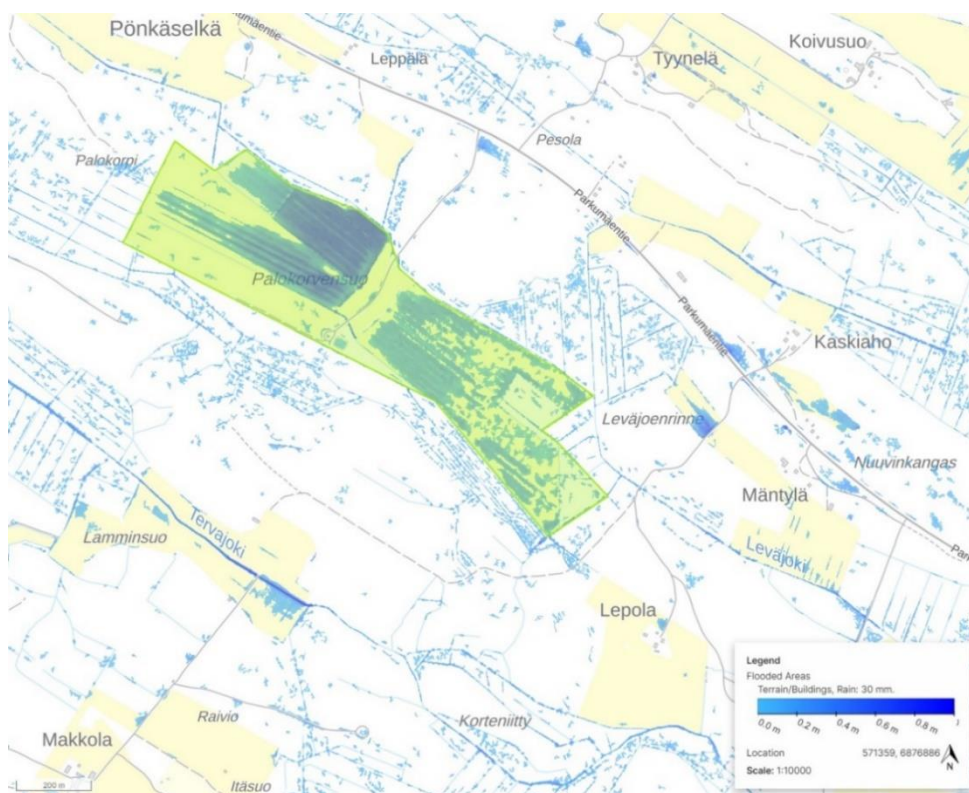 Pönkäselkä
umäentie
Leppälä
Koivusuo
Tyynelä
Palokorpi
Pesola
Parkumäentie
Palokorvensuo
Parkumäentie
Kaskiaho
Leväjoenrinne
Nuuvinkangas
Mäntylä
Tervajoki
Lamminsuo
Leväjoki
Park
Lepola
Raivio
Korteniitty
Makkola
Itäsuo
200 m
Legend
Flooded Areas
Terrain/Buildings, Rain: 30 mm.
0.0 m 0.2 m 0.4 m 0.6 m 0.8 m
Location 571359, 6876886
N
Scale: 1:10000